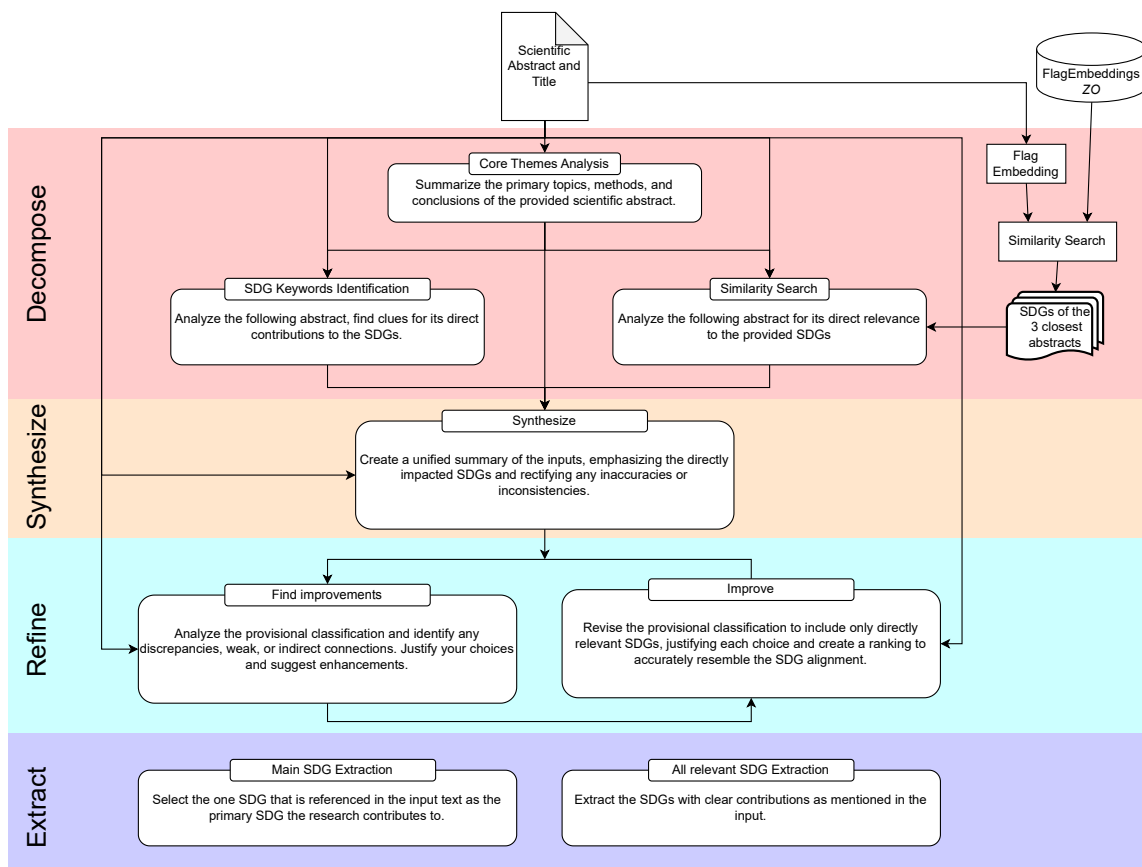 Scientific
Abstract and
Title
FlagEmbeddings
ZO
Decompose
Core Themes Analysis
Summarize the primary topics, methods, and
conclusions of the provided scientific abstract.
Flag
Embedding
Similarity Search
SDG Keywords Identification
Analyze the following abstract, find clues for its direct
contributions to the SDGs.
Similarity Search
Analyze the following abstract for its direct relevance
to the provided SDGs
SDGs of the
3 closest
abstracts
Synthesize
Synthesize
Create a unified summary of the inputs, emphasizing the directly
impacted SDGs and rectifying any inaccuracies or
inconsistencies.
Refine
Find improvements
Analyze the provisional classification and identify any
discrepancies, weak, or indirect connections. Justify your choices
and suggest enhancements.
Improve
Revise the provisional classification to include only directly
relevant SDGs, justifying each choice and create a ranking to
accurately resemble the SDG alignment.
Extract
Main SDG Extraction
Select the one SDG that is referenced in the input text as the
primary SDG the research contributes to.
All relevant SDG Extraction
Extract the SDGs with clear contributions as mentioned in the
input.